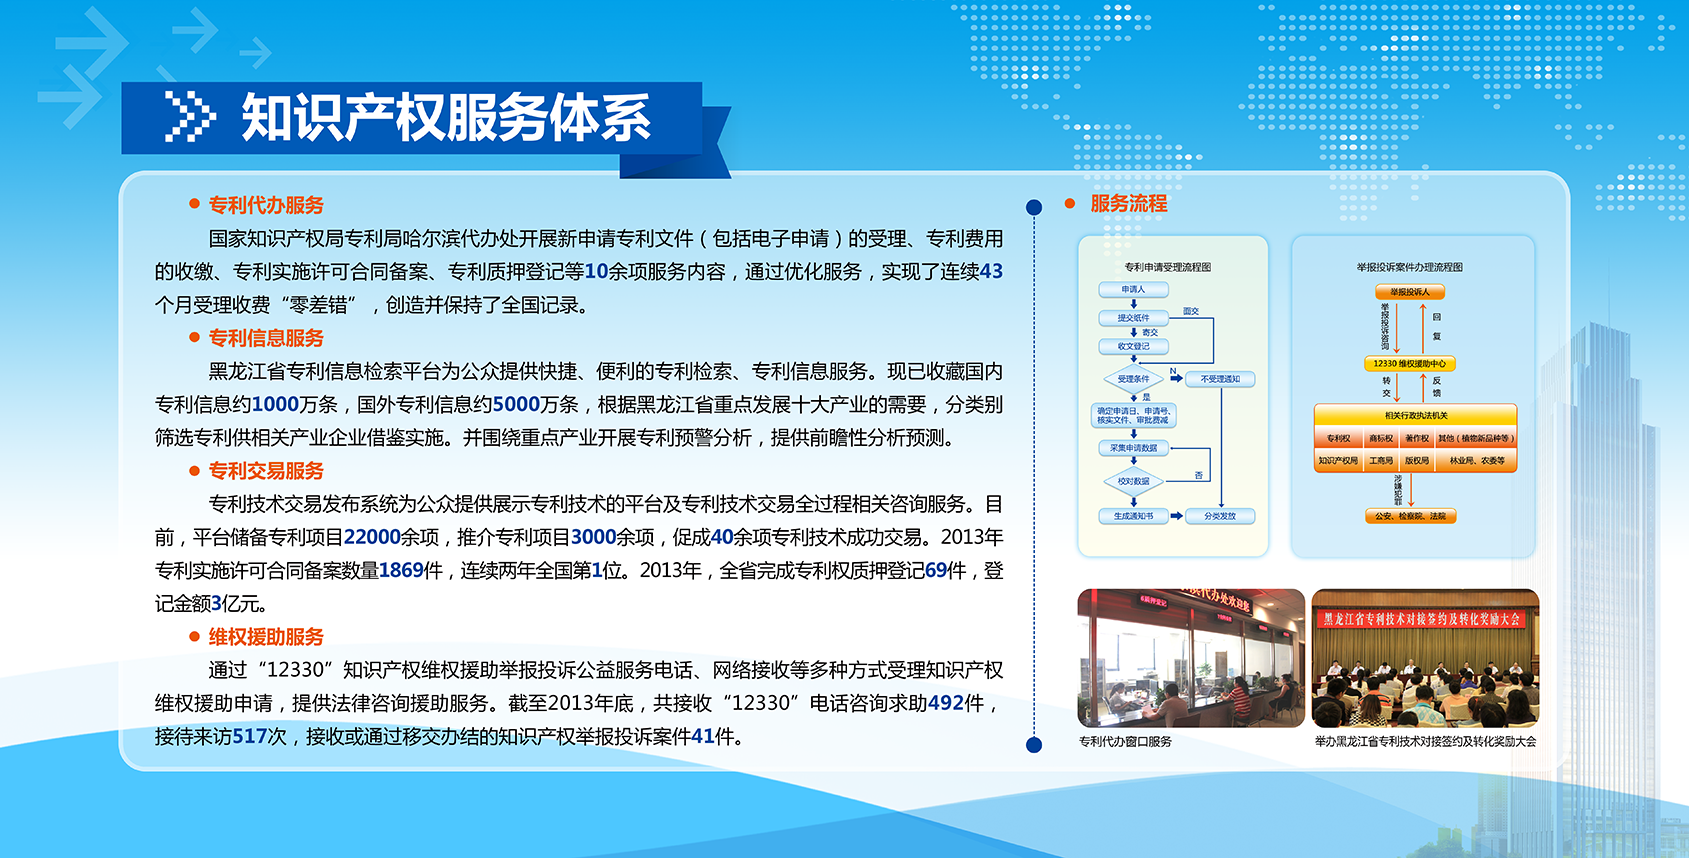 知识产权服务体系
专利代办服务
国家知识产权局专利局哈尔滨代办处开展新申请专利文件（包括电子申请）的受理、专利费用
的收缴、专利实施许可合同备案、专利质押登记等10余项服务内容，通过优化服务，实现了连续43
个月受理收费“零差错”，创造并保持了全国记录。
专利信息服务
黑龙江省专利信息检索平台为公众提供快捷、便利的专利检索、专利信息服务。现已收藏国内
专利信息约1000万条，国外专利信息约5000万条，根据黑龙江省重点发展十大产业的需要，分类别
筛选专利供相关产业企业借鉴实施。并围绕重点产业开展专利预警分析，提供前瞻性分析预测。
专利交易服务
专利技术交易发布系统为公众提供展示专利技术的平台及专利技术交易全过程相关咨询服务。目
前，平台储备专利项目22000余项，推介专利项目3000余项，促成40余项专利技术成功交易。2013年
专利实施许可合同备案数量1869件，连续两年全国第1位。2013年，全省完成专利权质押登记69件，登
记金额3亿元。
维权援助服务
通过“12330”知识产权维权援助举报投诉公益服务电话、网络接收等多种方式受理知识产权
维权援助申请，提供法律咨询援助服务。截至2013年底，共接收“12330”电话咨询求助492件，
接待来访517次，接收或通过移交办结的知识产权举报投诉案件41件。
服务流程
专利申请受理流程图
申请人
提交纸件
面交
寄交
收文登记
受理条件
N
不受理通知
是
确定申请日、申请号、
核实文件、审批费减
采集申请数据
校对数据
否
生成通知书
分类发放
举报投诉案件办理流程图
举报投诉人
举报投诉咨询
回复
12330 维权援助中心
转交
反馈
相关行政执法机关
专利权 商标权 著作权 其他（植物新品种等）
知识产权局 工商局 版权局 林业局、农委等
涉嫌犯罪
公安、检察院、法院
滨代办处欢迎您
黑龙江省专利技术对接签约及转化奖励大会
专利代办窗口服务
举办黑龙江省专利技术对接签约及转化奖励大会